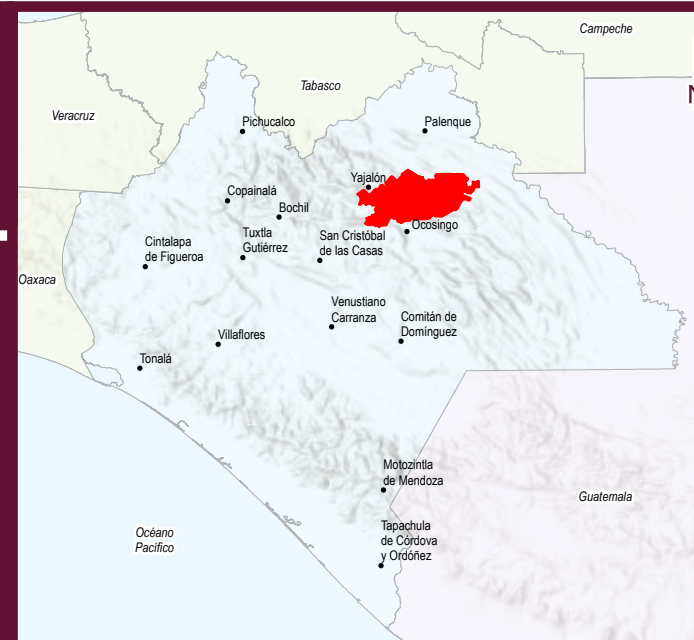 Campeche
Tabasco
N
Veracruz
Pichucalco
Palenque
Yajalón
Copainalá
Bochil
Ocosingo
Tuxtla
Gutiérrez
San Cristóbal
de las Casas
Cintalapa
de Figueroa
Oaxaca
Venustiano
Carranza
Comitán de
Domínguez
Villaflores
Tonalá
Motozintla
de Mendoza
Guatemala
Océano
Pacífico
Tapachula
de Córdova
y Ordóñez